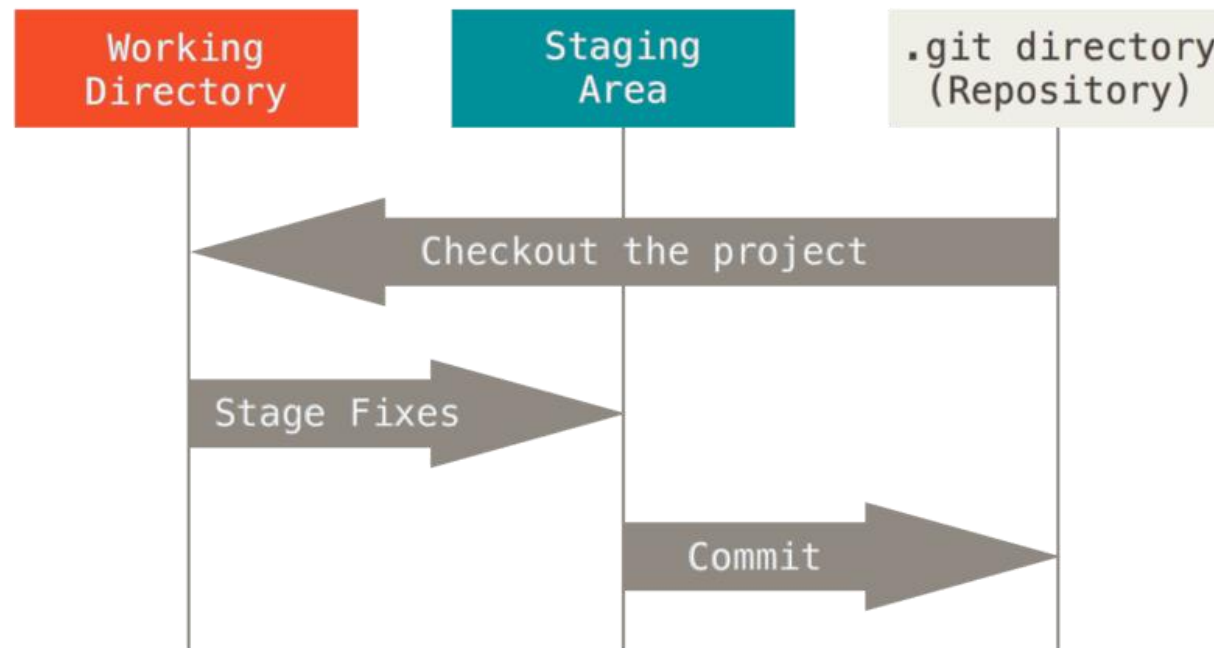 Working
Directory
Staging
Area
.git directory
(Repository)
Checkout the project
Stage Fixes
Commit